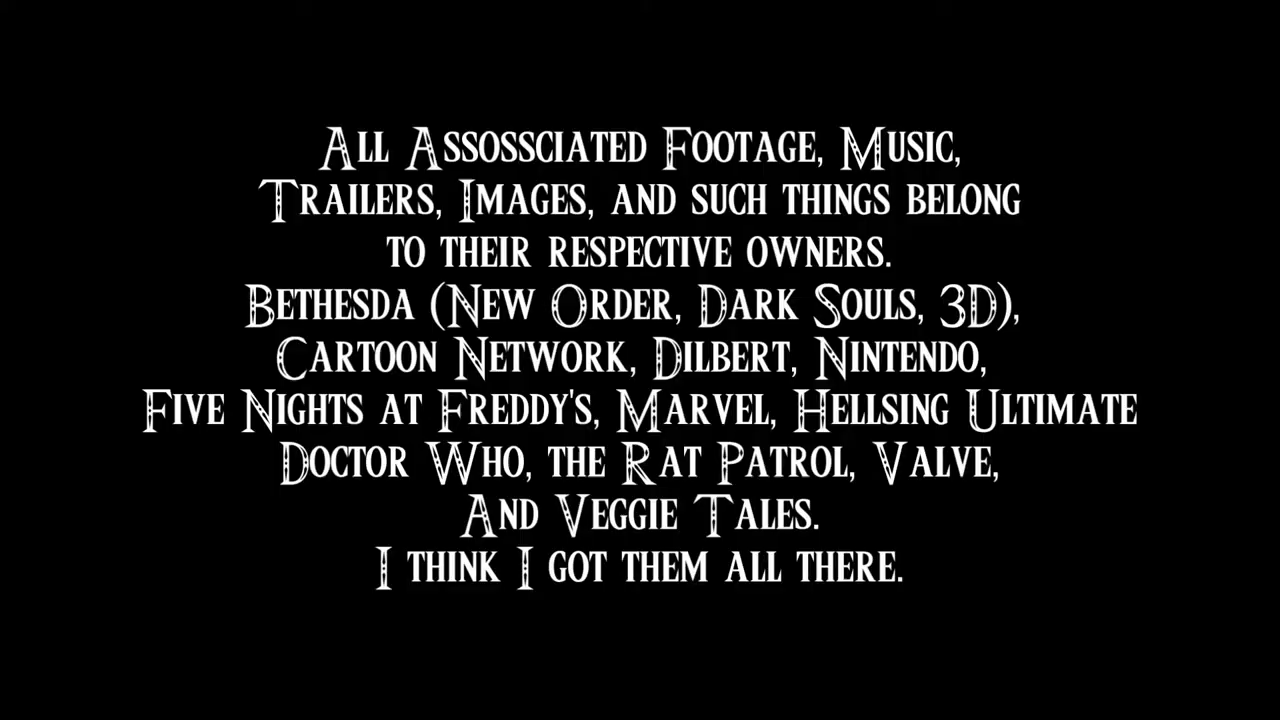 All Assossciated Footage, Music,
Trailers, Images, and such things belong
to their respective owners.
Bethesda (New Order, Dark Souls, 3D),
Cartoon Network, Dilbert, Nintendo,
Five Nights at Freddy's, Marvel, Hellsing Ultimate
Doctor Who, the Rat Patrol, Valve,
And Veggie Tales.
I think I got them all there.